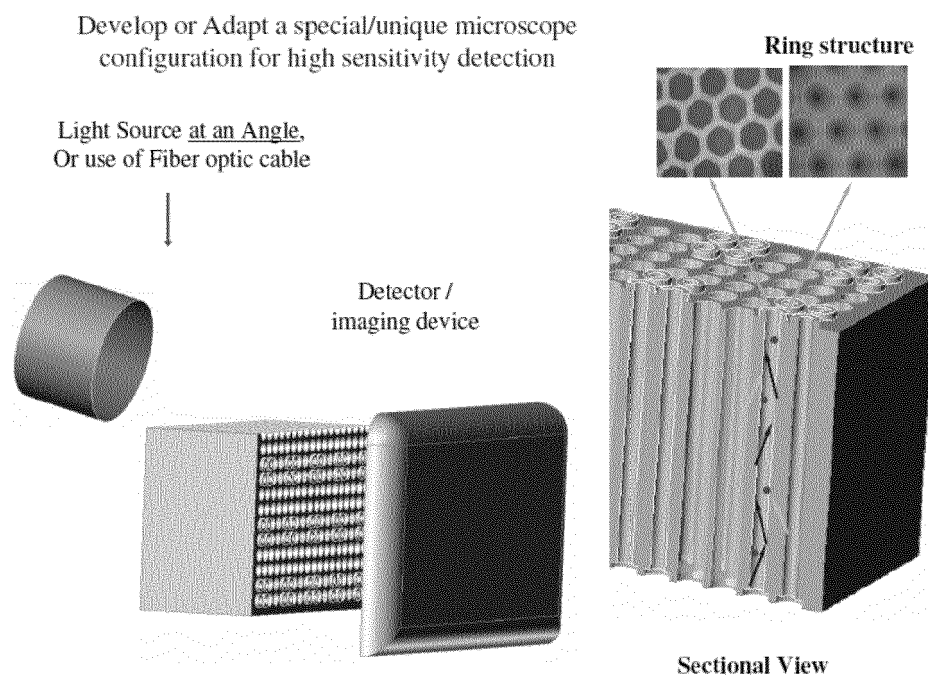 Develop or Adapt a special/unique microscope
configuration for high sensitivity detection
Ring structure
Light Source at an Angle,
Or use of Fiber optic cable
Detector /
imaging device
Sectional View